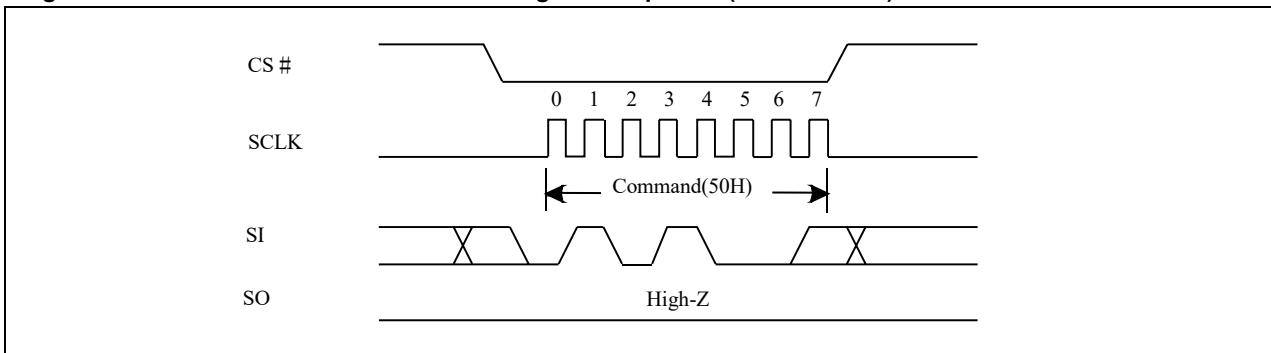 CS #
0 1 2 3 4 5 6 7
SCLK
Command(50H)
SI
SO
High-Z